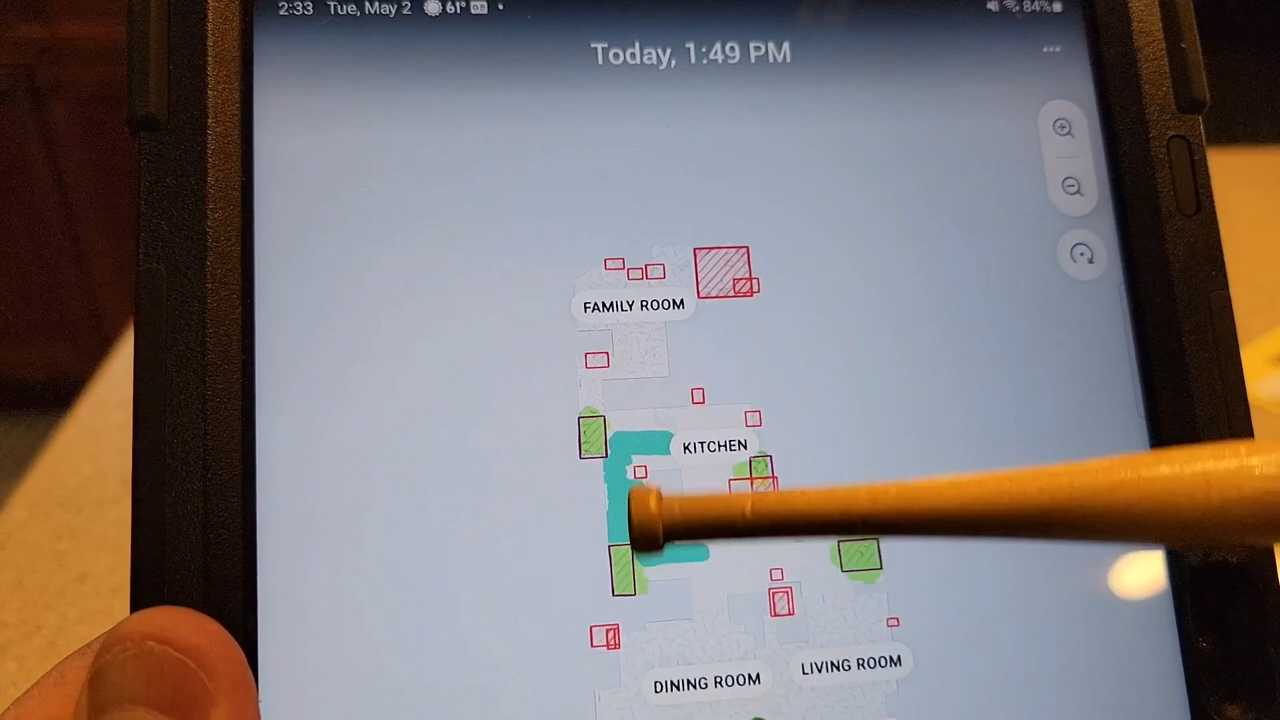 2:33 Tue, May 2 61° 84%
Today, 1:49 PM
FAMILY ROOM
KITCHEN
LIVING ROOM
DINING ROOM